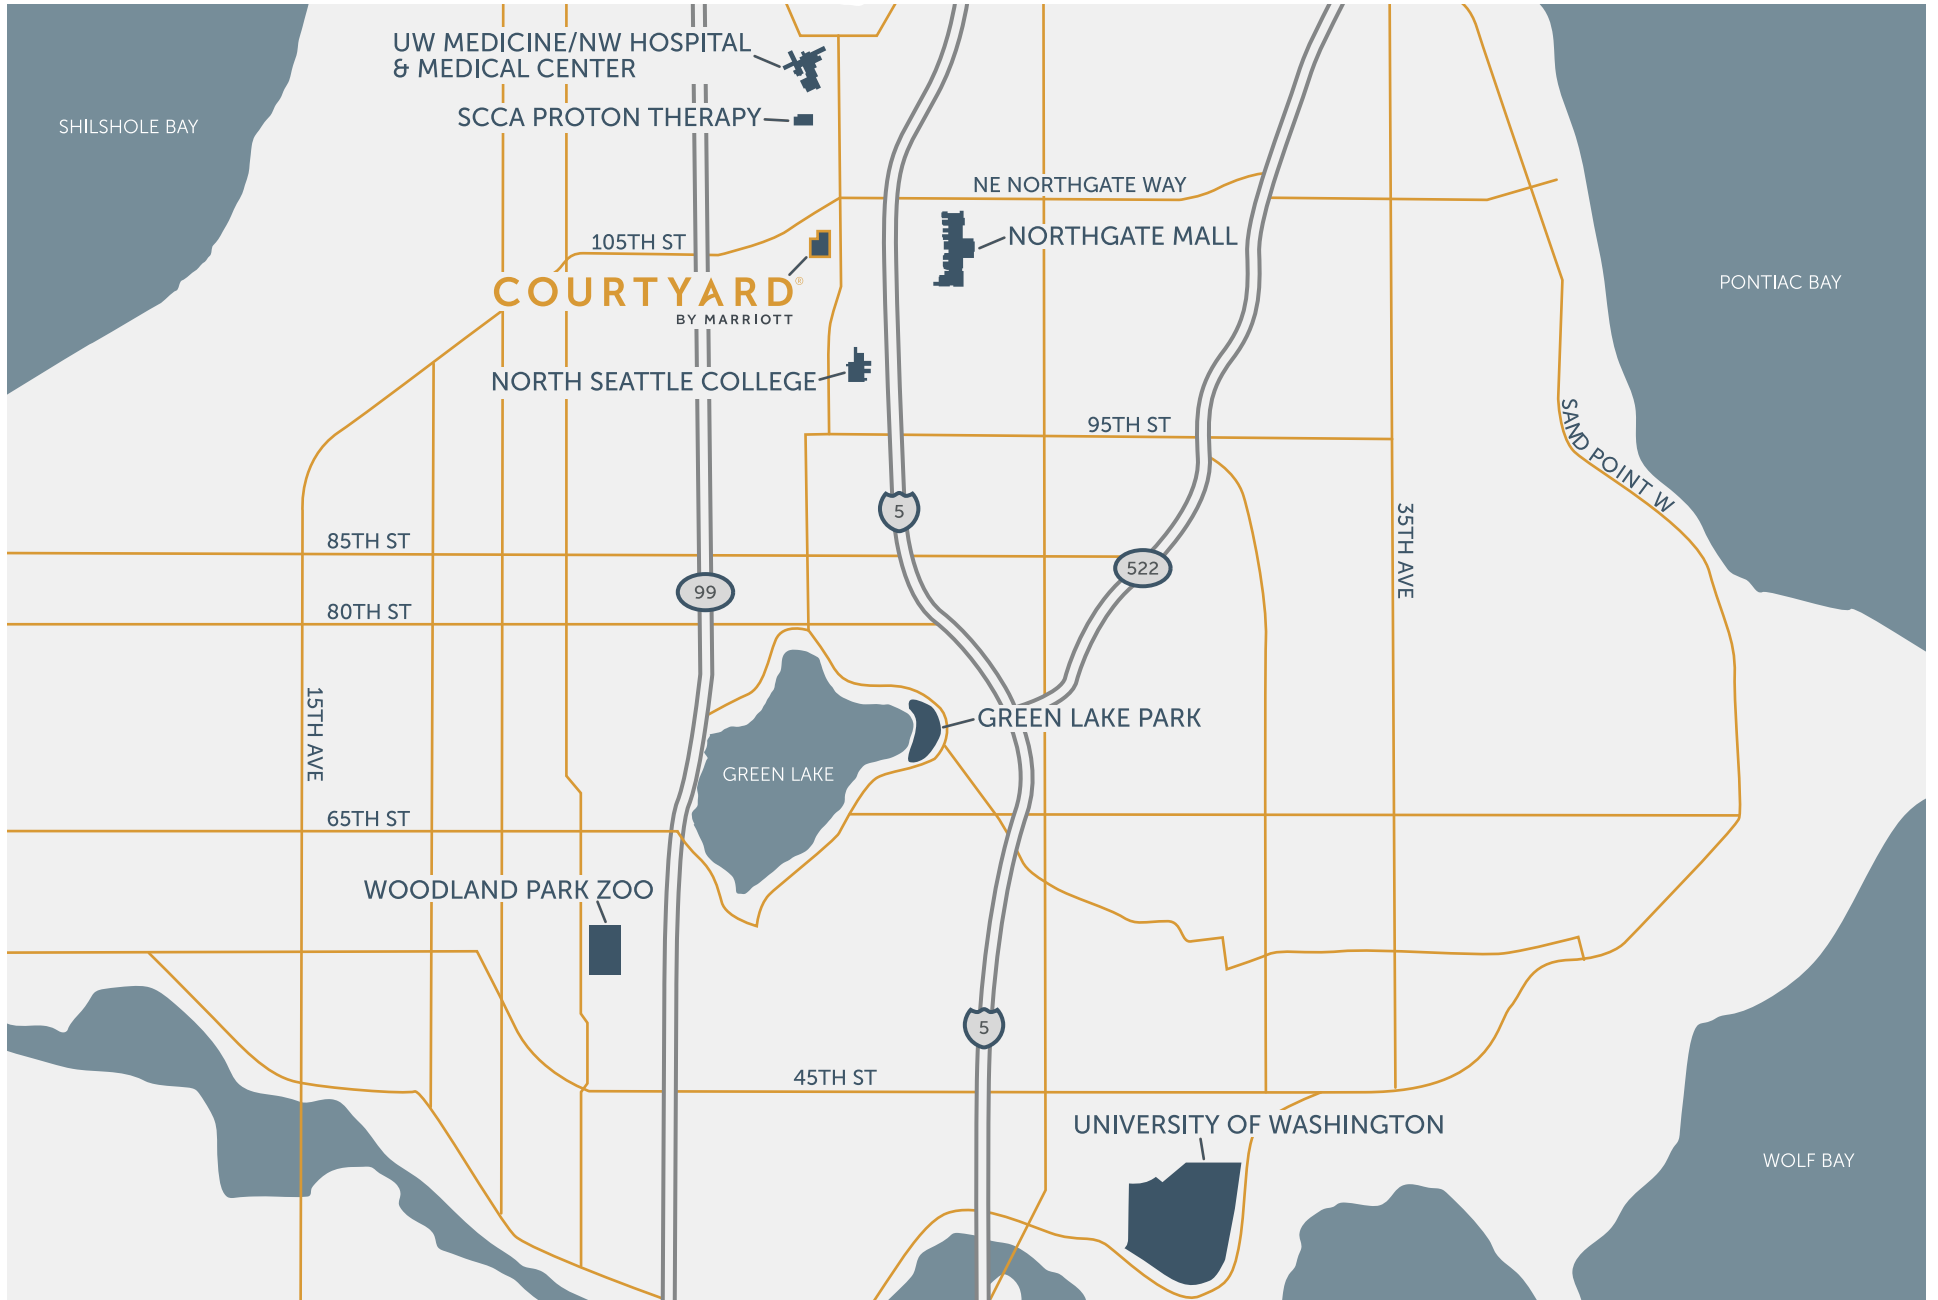 UW MEDICINE/NW HOSPITAL
& MEDICAL CENTER
SHILSHOLE BAY
SCCA PROTON THERAPY
NE NORTHGATE WAY
105TH ST
NORTHGATE MALL
COURTYARD®
BY MARRIOTT
PONTIAC BAY
NORTH SEATTLE COLLEGE
95TH ST
SAND POINT W
5
35TH AVE
85TH ST
522
99
80TH ST
15TH AVE
GREEN LAKE PARK
GREEN LAKE
65TH ST
WOODLAND PARK ZOO
5
45TH ST
UNIVERSITY OF WASHINGTON
WOLF BAY